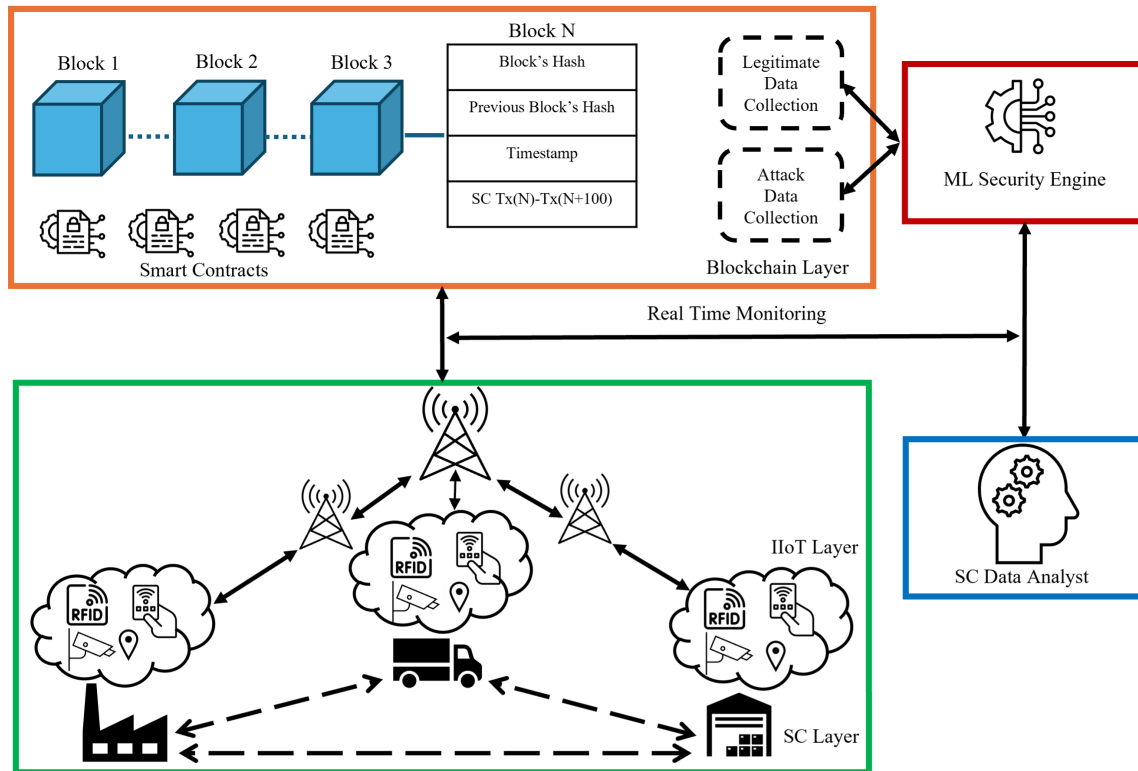 Block 1
Block 2
Block 3
Block N
Block's Hash
Previous Block's Hash
Timestamp
SC Tx(N)-Tx(N+100)
Smart Contracts
Legitimate
Data
Collection
Attack
Data
Collection
Blockchain Layer
ML Security Engine
Real Time Monitoring
RFID
RFID
RFID
IIoT Layer
SC Layer
SC Data Analyst